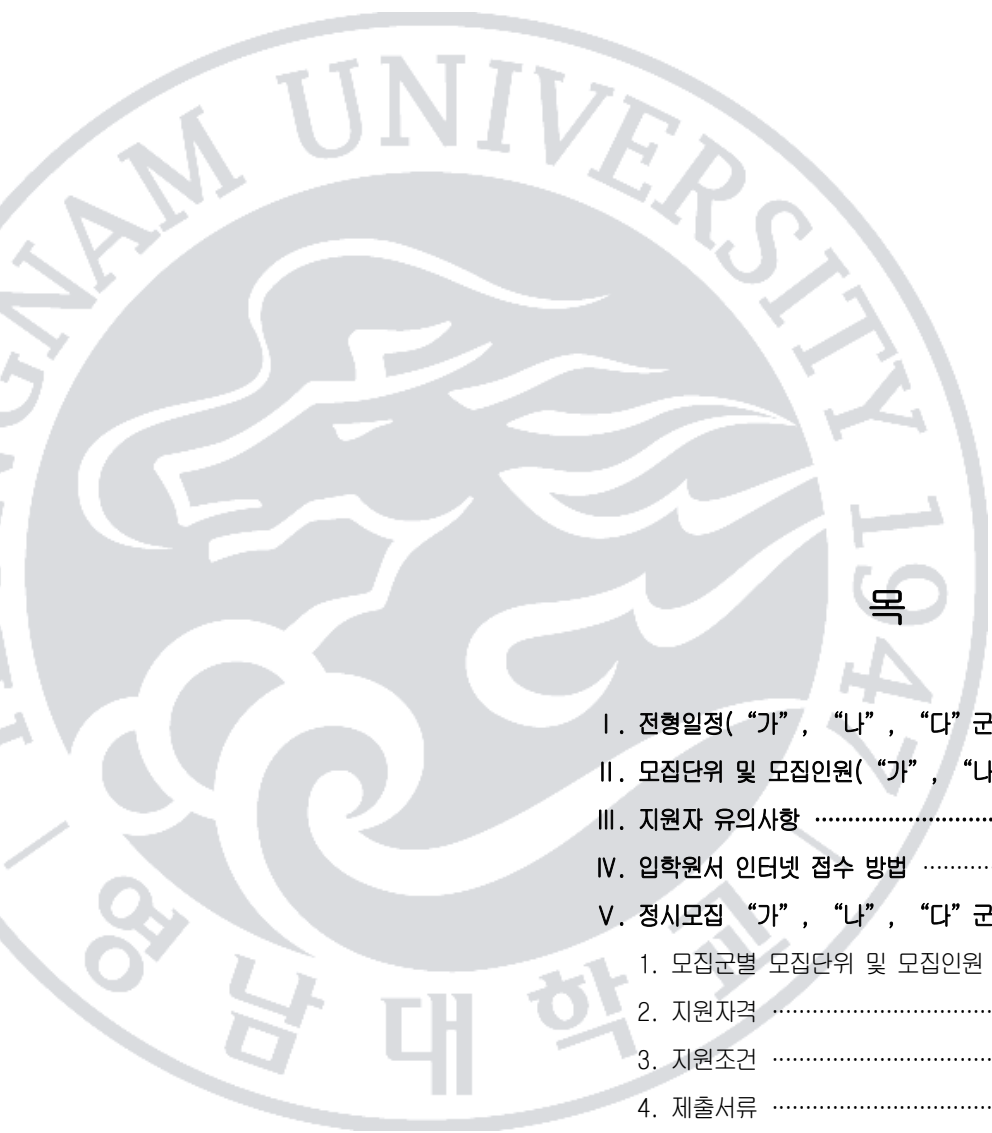 UNIVERSITY 1947
영남대학교
목
Ⅰ. 전형일정( “가” , “나” , “다” 군
Ⅱ. 모집단위 및 모집인원( “가” , “나
Ⅲ. 지원자 유의사항 ···························
Ⅳ. 입학원서 인터넷 접수 방법 ··········
Ⅴ. 정시모집 “가” , “나” , “다” 군
1. 모집군별 모집단위 및 모집인원
2. 지원자격 ·································
3. 지원조건 ·································
4. 제출서류 ·································